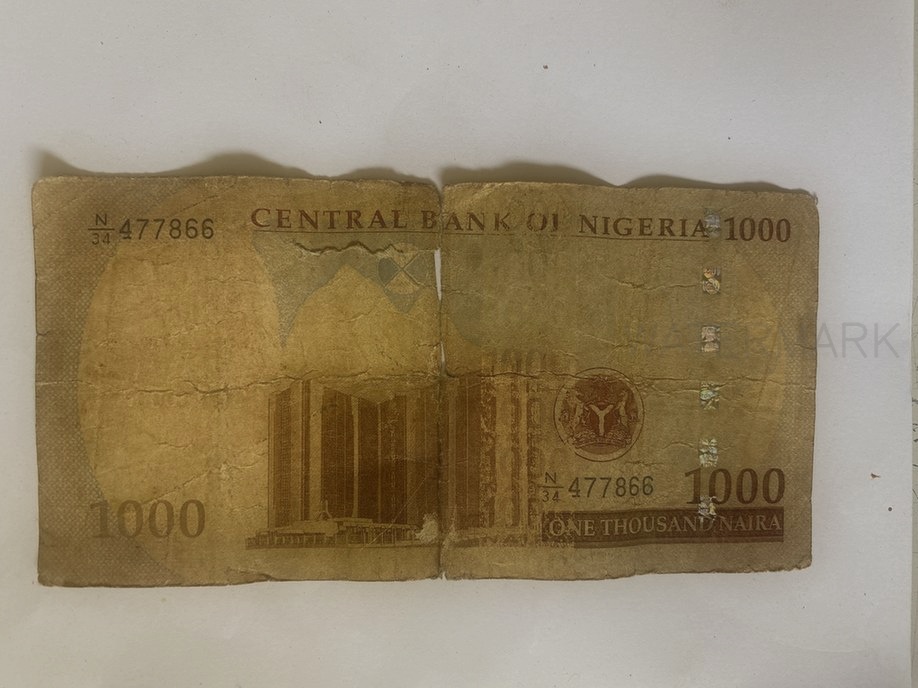 N/34 477866
CENTRAL BANK OF NIGERIA 1000
N/34 477866
1000
1000
ONE THOUSAND NAIRA